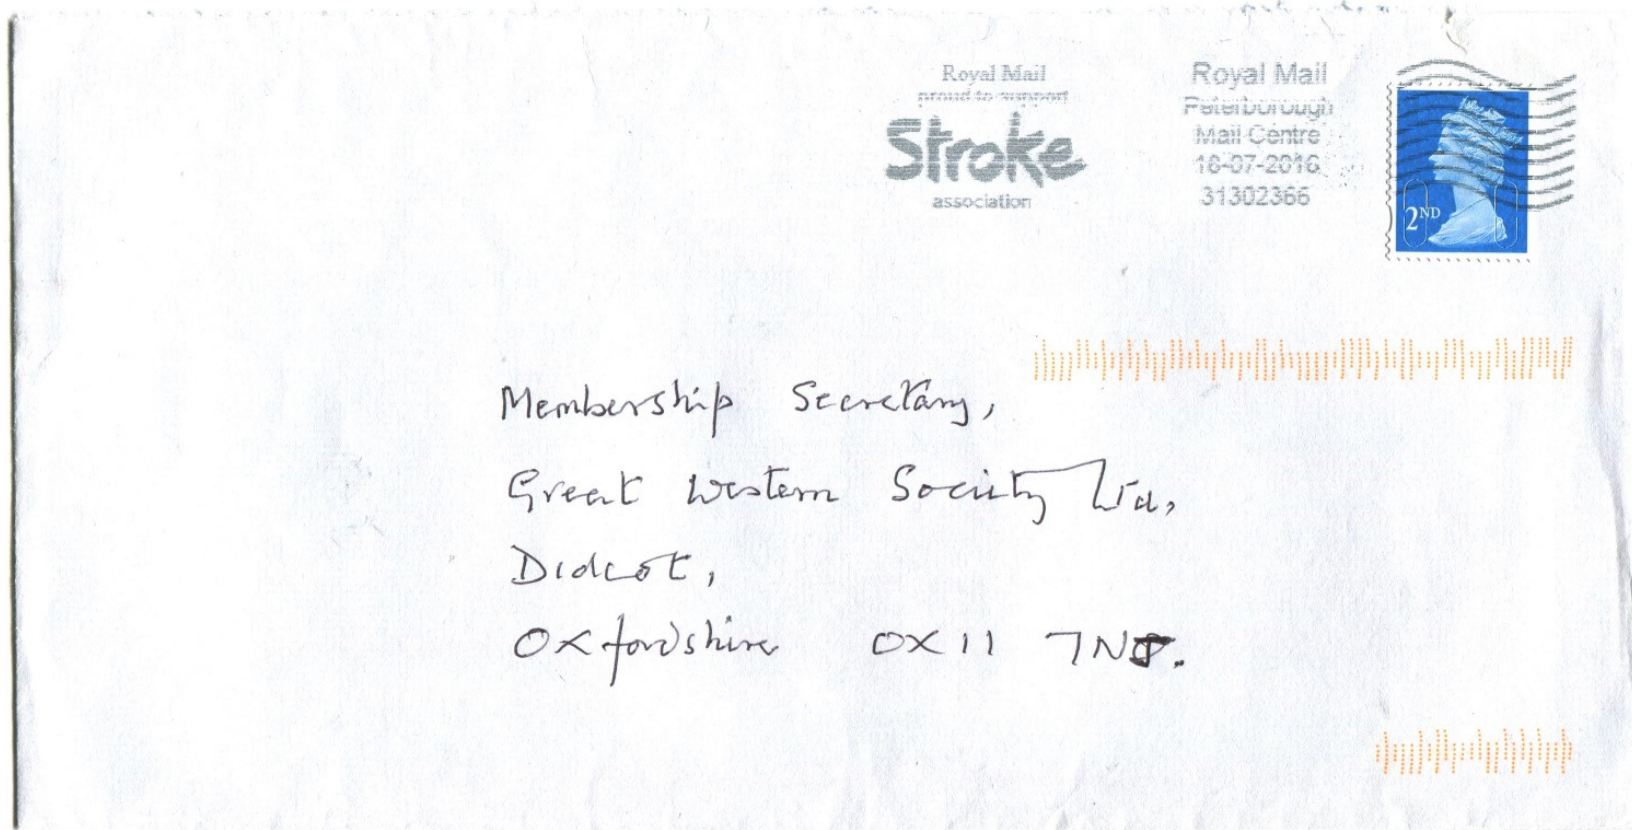 Royal Mail
proud to support
Stroke
association
Royal Mail
Peterborough
Mail Centre
18-07-2016
31302366
2ND
Membership Secretary,
Great Western Society Ltd,
Didcot,
Oxfordshire OX11 7NJ.